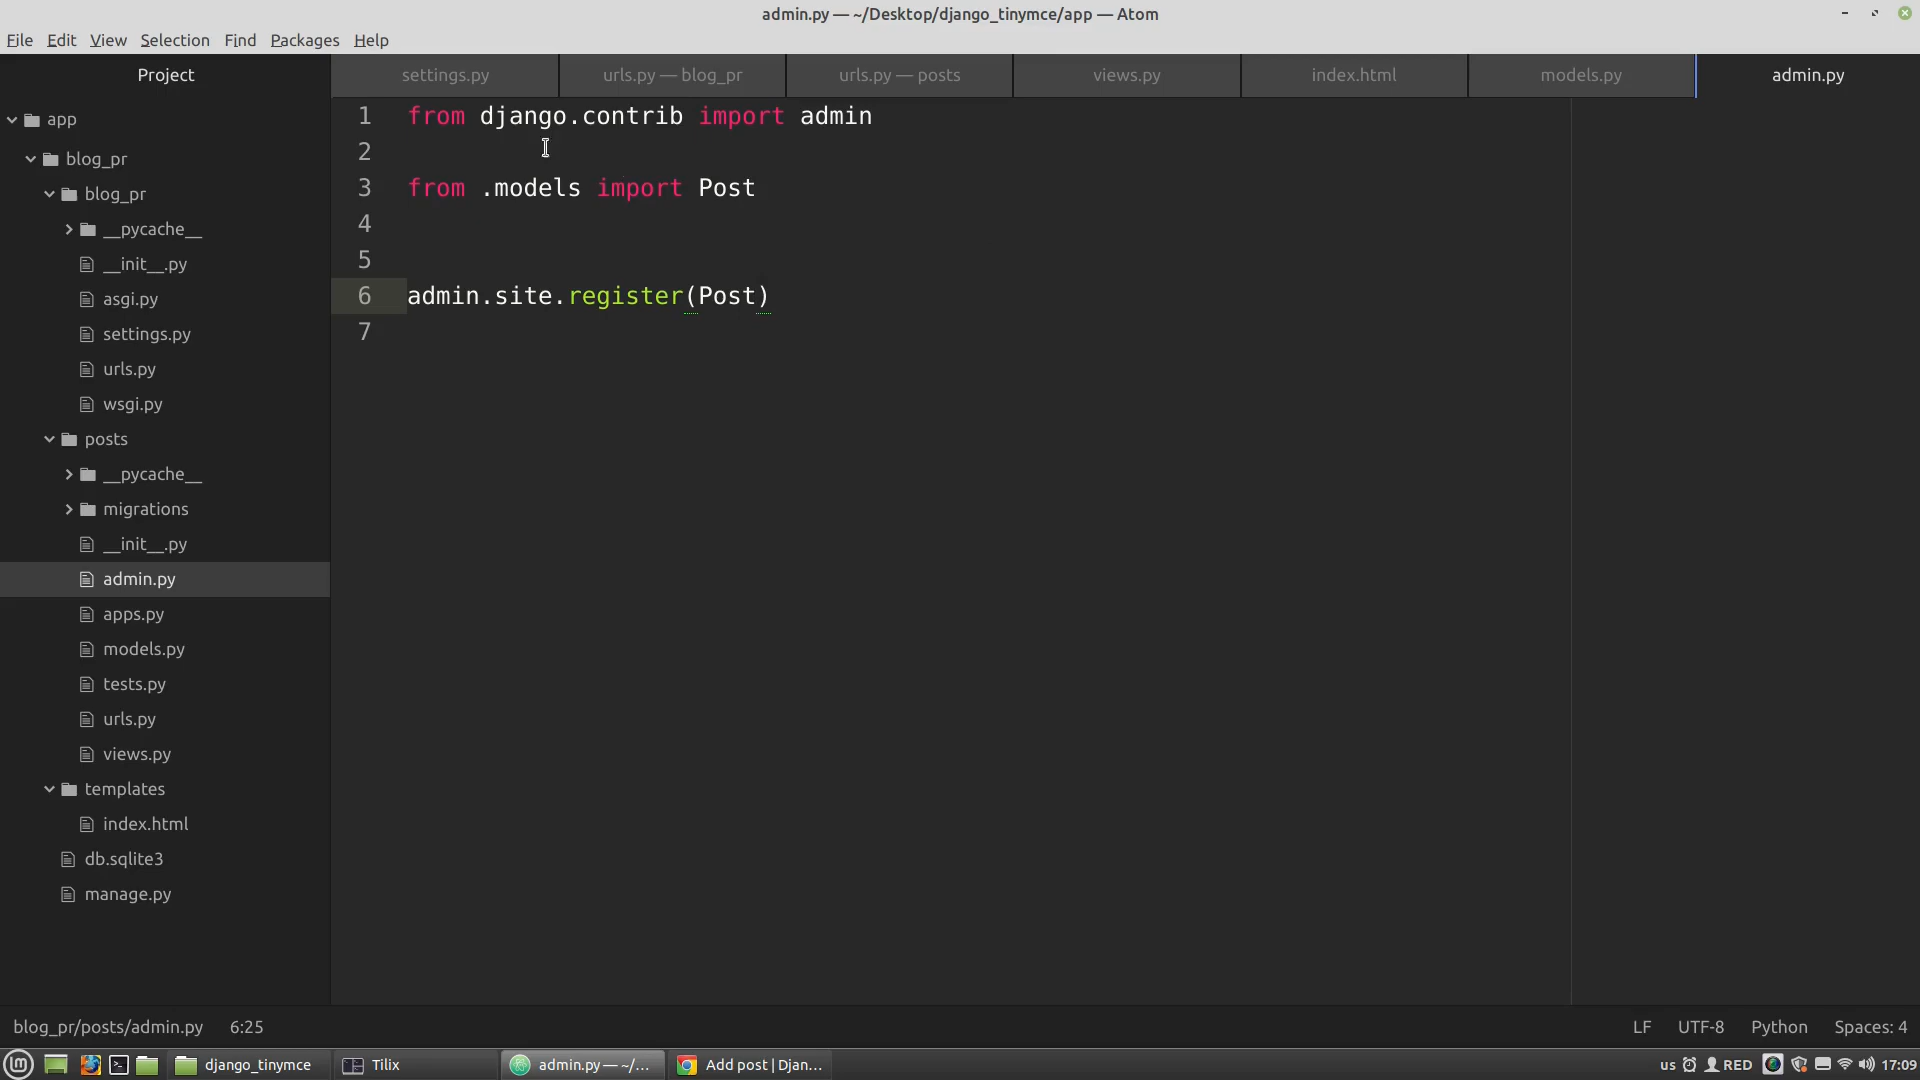 admin.py — ~/Desktop/django_tinymce/app — Atom
File Edit View Selection Find Packages Help
Project
settings.py urls.py — blog_pr urls.py — posts views.py index.html models.py admin.py
app
blog_pr
blog_pr
__pycache__
__init__.py
asgi.py
settings.py
urls.py
wsgi.py
posts
__pycache__
migrations
__init__.py
admin.py
apps.py
models.py
tests.py
urls.py
views.py
templates
index.html
db.sqlite3
manage.py
1 from django.contrib import admin
2
3 from .models import Post
4
5
6 admin.site.register(Post)
7
blog_pr/posts/admin.py 6:25 LF UTF-8 Python Spaces: 4
django_tinymce Tilix admin.py — ~/... Add post | Djan... us RED 17:09